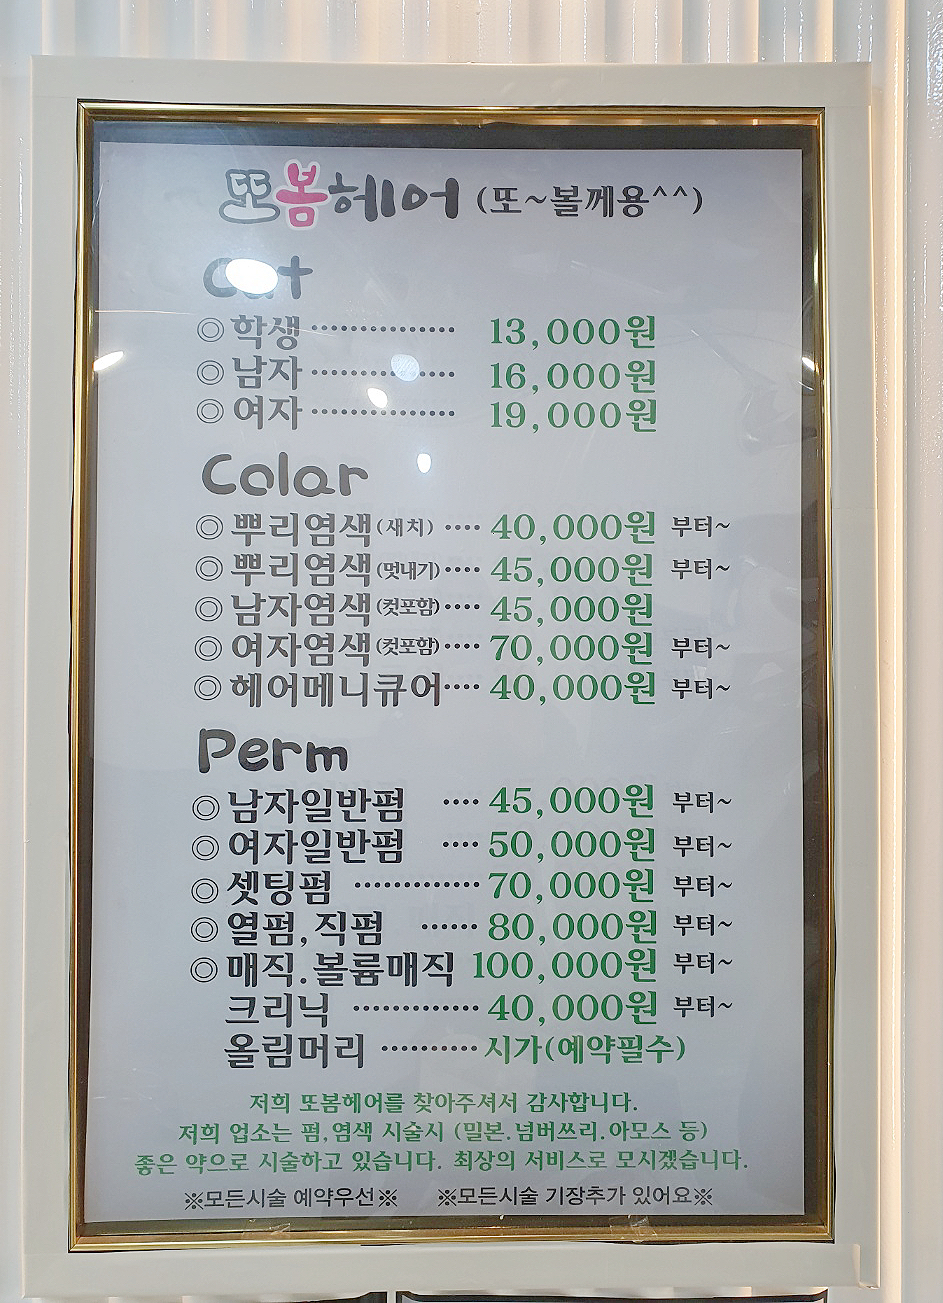 또봄헤어 (또~볼께용^^)
Cut
◎ 학생 ················ 13,000원
◎ 남자 ················ 16,000원
◎ 여자 ················ 19,000원
Colar
◎ 뿌리염색(새치) ···· 40,000원 부터~
◎ 뿌리염색(멋내기) ···· 45,000원 부터~
◎ 남자염색(컷포함) ···· 45,000원
◎ 여자염색(컷포함) ···· 70,000원 부터~
◎ 헤어메니큐어 ···· 40,000원 부터~
Perm
◎ 남자일반펌 ···· 45,000원 부터~
◎ 여자일반펌 ···· 50,000원 부터~
◎ 셋팅펌 ············· 70,000원 부터~
◎ 열펌,직펌 ······ 80,000원 부터~
◎ 매직.볼륨매직 100,000원 부터~
크리닉 ············· 40,000원 부터~
올림머리 ·········· 시가(예약필수)
저희 또봄헤어를 찾아주셔서 감사합니다.
저희 업소는 펌,염색 시술시 (밀본.넘버쓰리.아모스 등)
좋은 약으로 시술하고 있습니다. 최상의 서비스로 모시겠습니다.
※모든시술 예약우선※ ※모든시술 기장추가 있어요※